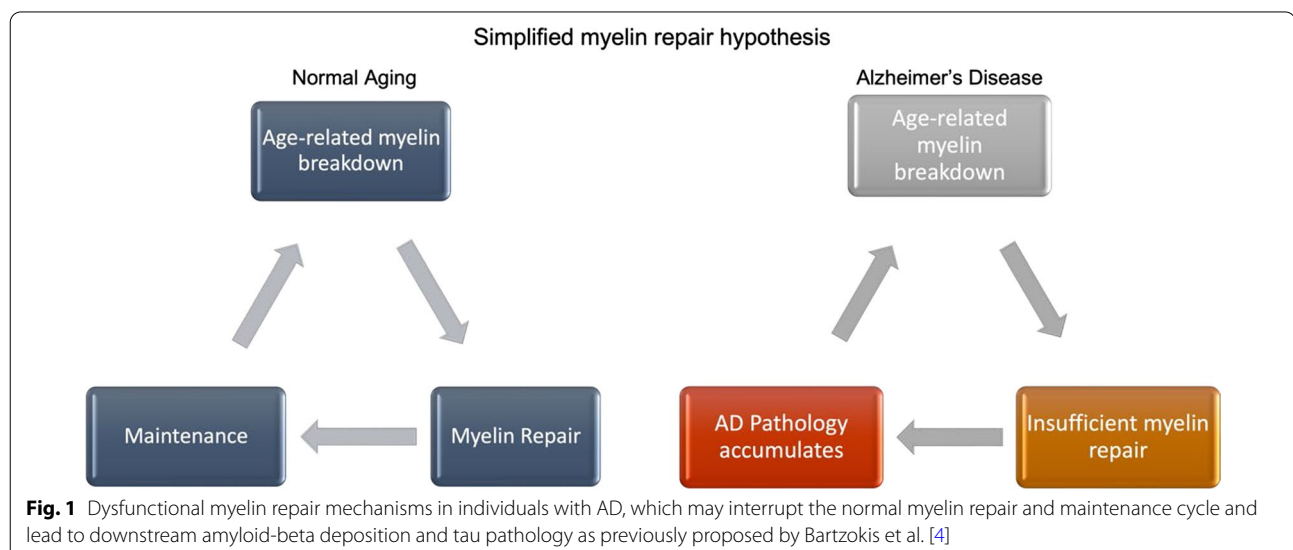 Simplified myelin repair hypothesis
Normal Aging
Age-related myelin
breakdown
Maintenance
Myelin Repair
Alzheimer's Disease
Age-related
myelin
breakdown
AD Pathology
accumulates
Insufficient myelin
repair
Fig. 1 Dysfunctional myelin repair mechanisms in individuals with AD, which may interrupt the normal myelin repair and maintenance cycle and
lead to downstream amyloid-beta deposition and tau pathology as previously proposed by Bartzokis et al. [4]